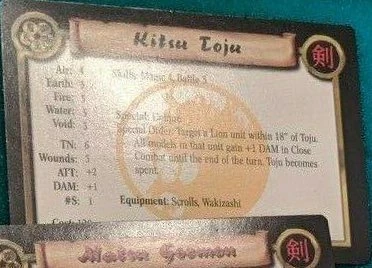 Kitsu Toju
剣
Air: 4
Skills: Magic 4, Battle 5
Earth: 3
Fire: 3
Water: 3
Special:
Void: 3
Special Order: Target a Lion unit within 18" of Toju.
All models in that unit gain +1 DAM in Close
TN: 6
Combat until the end of the turn. Toju becomes
Wounds: 3
spent.
ATT: +2
DAM: +1
#S: 1
Equipment: Scrolls, Wakizashi
Matsu Goemon
剣